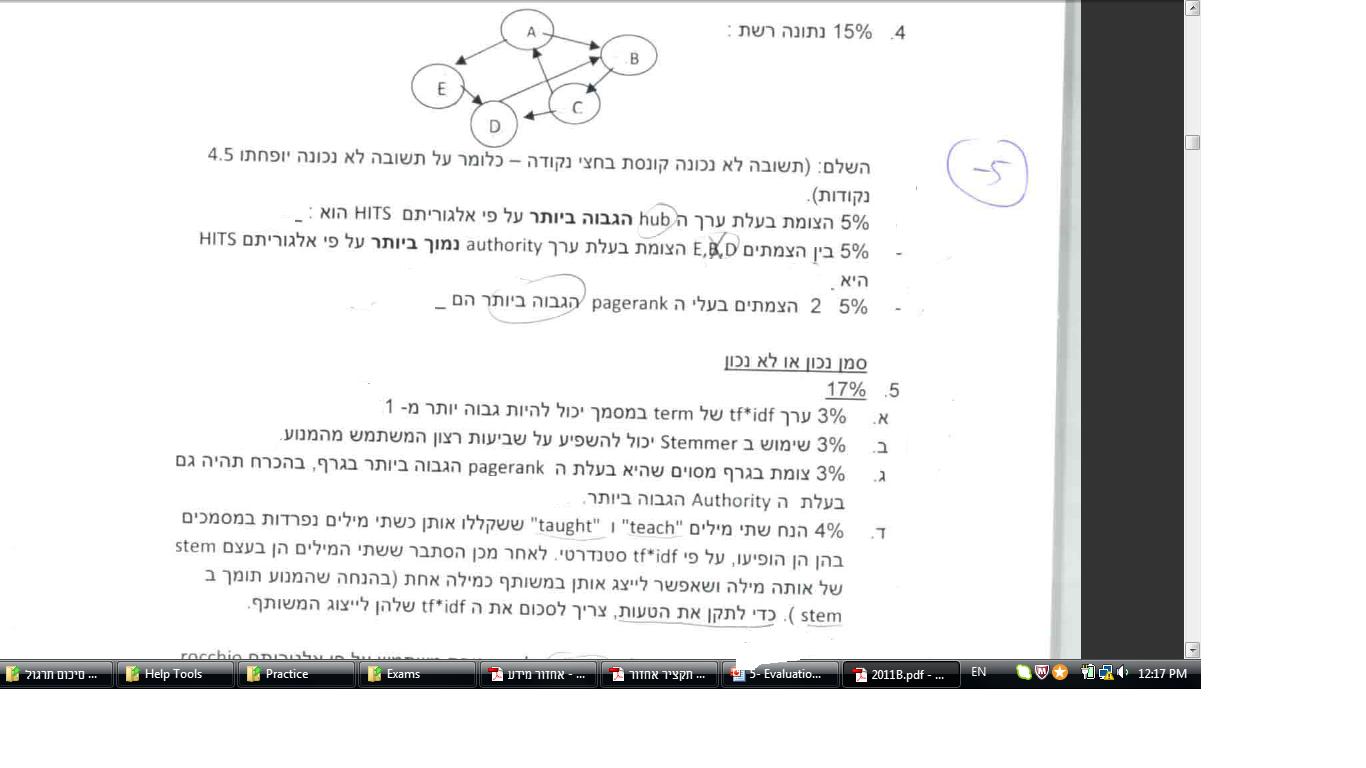 4. 15% נתונה רשת :
A
B
E
C
D
השלם: (תשובה לא נכונה קונסת בחצי נקודה – כלומר על תשובה לא נכונה יופחתו 4.5
נקודות).
-5
5% הצומת בעלת ערך ה hub הגבוה ביותר על פי אלגוריתם HITS הוא : _
- 5% בין הצמתים E,B,D הצומת בעלת ערך authority נמוך ביותר על פי אלגוריתם HITS
היא _
- 5% 2 הצמתים בעלי ה pagerank הגבוה ביותר הם _
סמן נכון או לא נכון
5. 17%
א. 3% ערך tf*idf של term במסמך יכול להיות גבוה יותר מ- 1
ב. 3% שימוש ב Stemmer יכול להשפיע על שביעות רצון המשתמש מהמנוע.
ג. 3% צומת בגרף מסוים שהיא בעלת ה pagerank הגבוה ביותר בגרף, בהכרח תהיה גם
בעלת ה Authority הגבוה ביותר.
ד. 4% הנח שתי מילים "teach" ו "taught" ששקללו אותן כשתי מילים נפרדות במסמכים
בהן הן הופיעו, על פי tf*idf סטנדרטי. לאחר מכן הסתבר ששתי המילים הן בעצם stem
של אותה מילה ושאפשר לייצג אותן במשותף כמילה אחת (בהנחה שהמנוע תומך ב
stem ). כדי לתקן את הטעות, צריך לסכום את ה tf*idf שלהן לייצוג המשותף.
משתמש על פי אלגוריתם rocchio
סיכום תרגול ...
Help Tools
Practice
Exams
אחזור מידע - ...
תקציר אחזור ...
5- Evaluatio...
2011B.pdf - ...
EN
12:17 PM